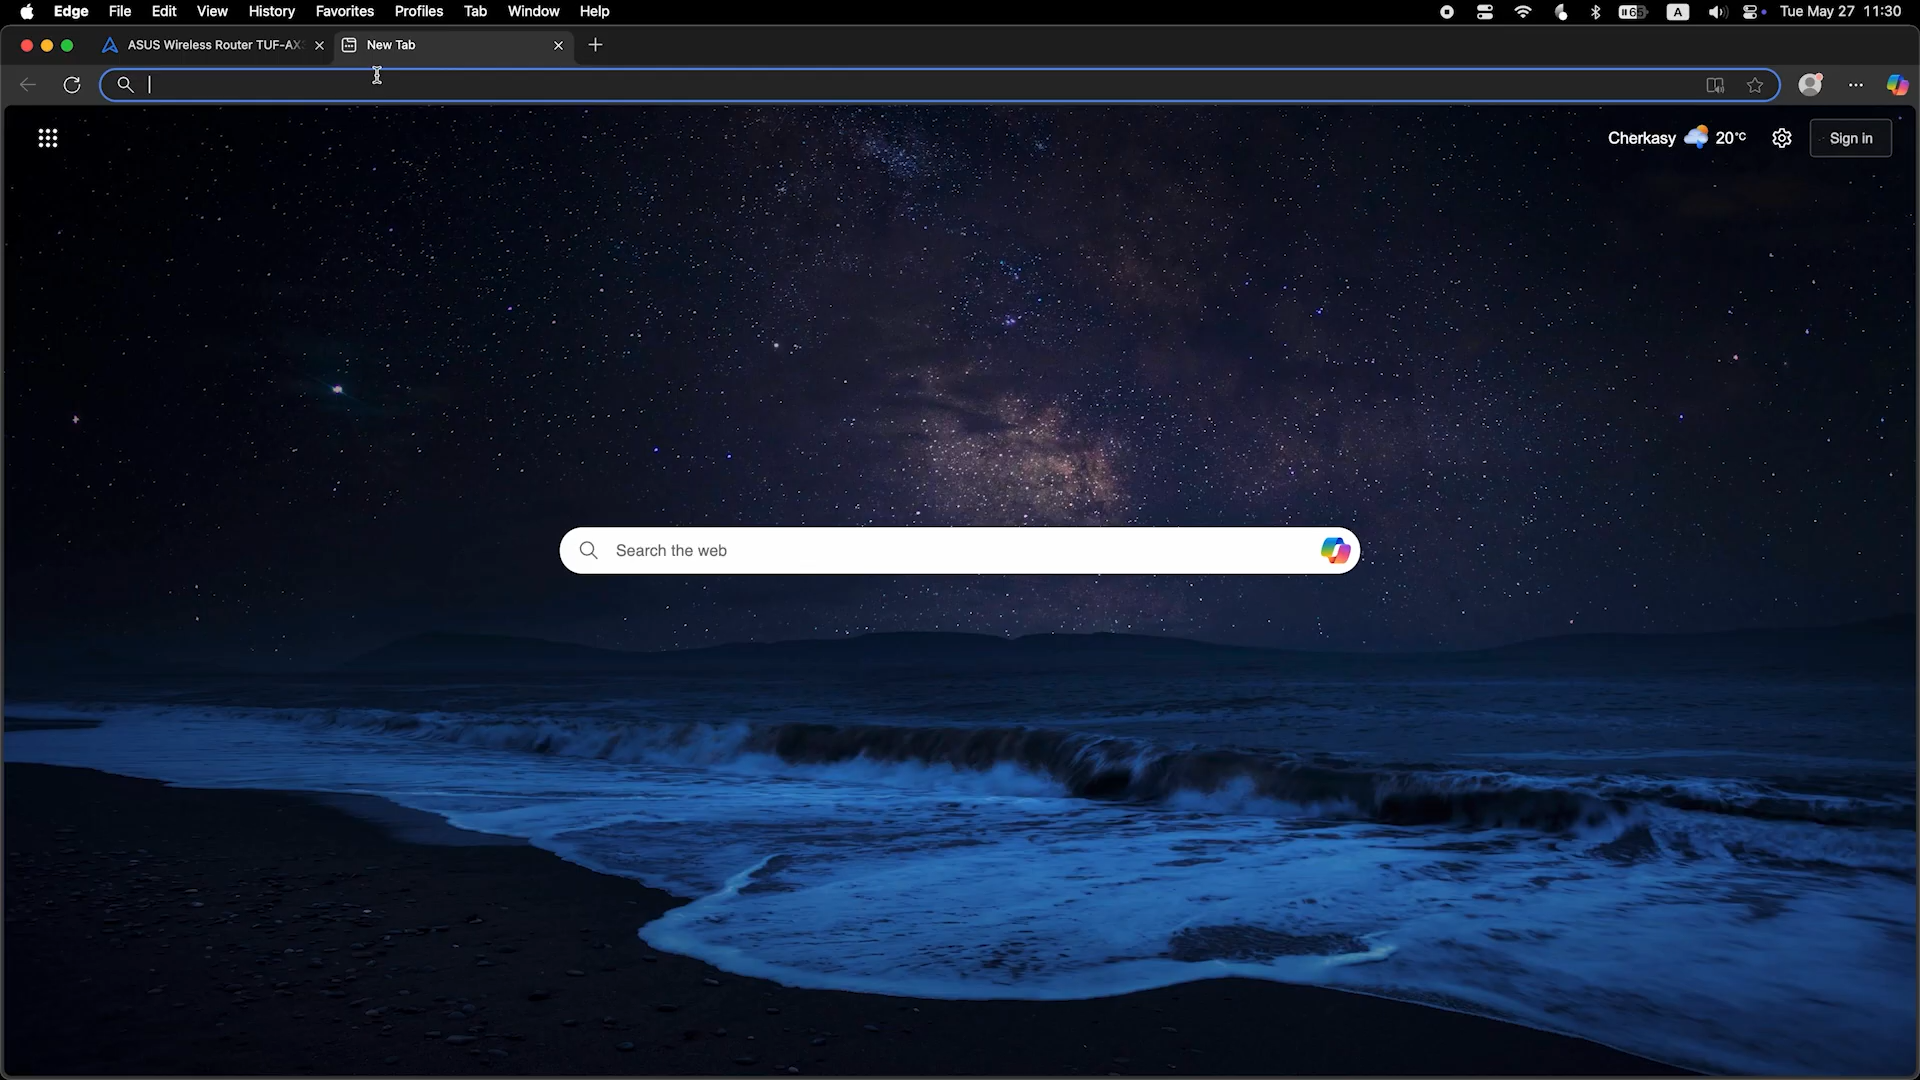 Edge File Edit View History Favorites Profiles Tab Window Help 65 A Tue May 27 11:30
ASUS Wireless Router TUF-AX New Tab
Cherkasy 20°C Sign in
Search the web